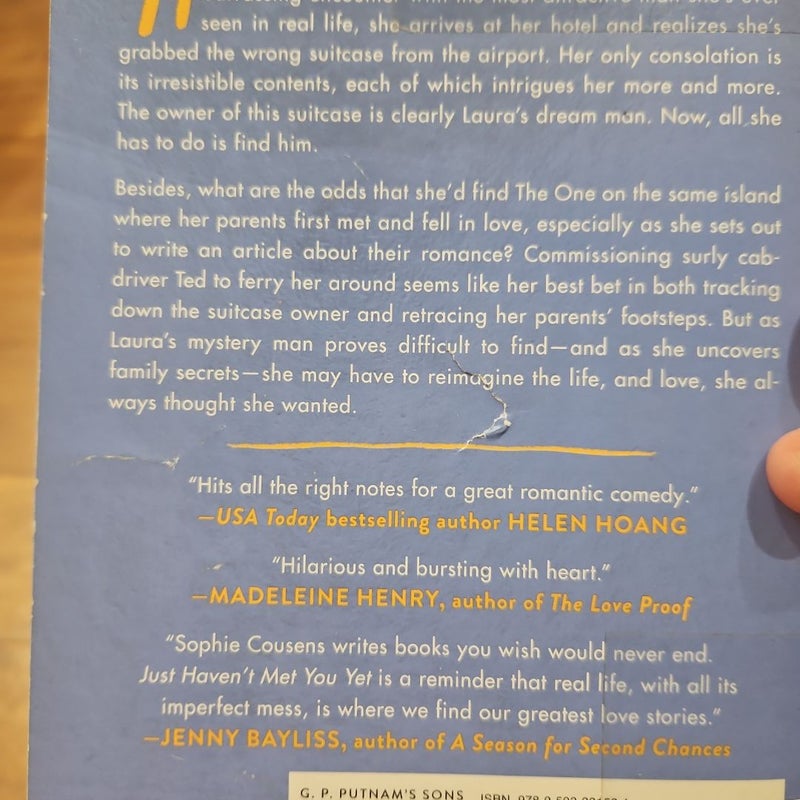 seen in real life, she arrives at her hotel and realizes she's
grabbed the wrong suitcase from the airport. Her only consolation is
its irresistible contents, each of which intrigues her more and more.
The owner of this suitcase is clearly Laura's dream man. Now, all she
has to do is find him.
Besides, what are the odds that she'd find The One on the same island
where her parents first met and fell in love, especially as she sets out
to write an article about their romance? Commissioning surly cab-
driver Ted to ferry her around seems like her best bet in both tracking
down the suitcase owner and retracing her parents' footsteps. But as
Laura's mystery man proves difficult to find—and as she uncovers
family secrets—she may have to reimagine the life, and love, she al-
ways thought she wanted.
"Hits all the right notes for a great romantic comedy."
—USA Today bestselling author HELEN HOANG
"Hilarious and bursting with heart."
—MADELEINE HENRY, author of The Love Proof
"Sophie Cousens writes books you wish would never end.
Just Haven't Met You Yet is a reminder that real life, with all its
imperfect mess, is where we find our greatest love stories."
—JENNY BAYLISS, author of A Season for Second Chances
G. P. PUTNAM'S SONS ISBN